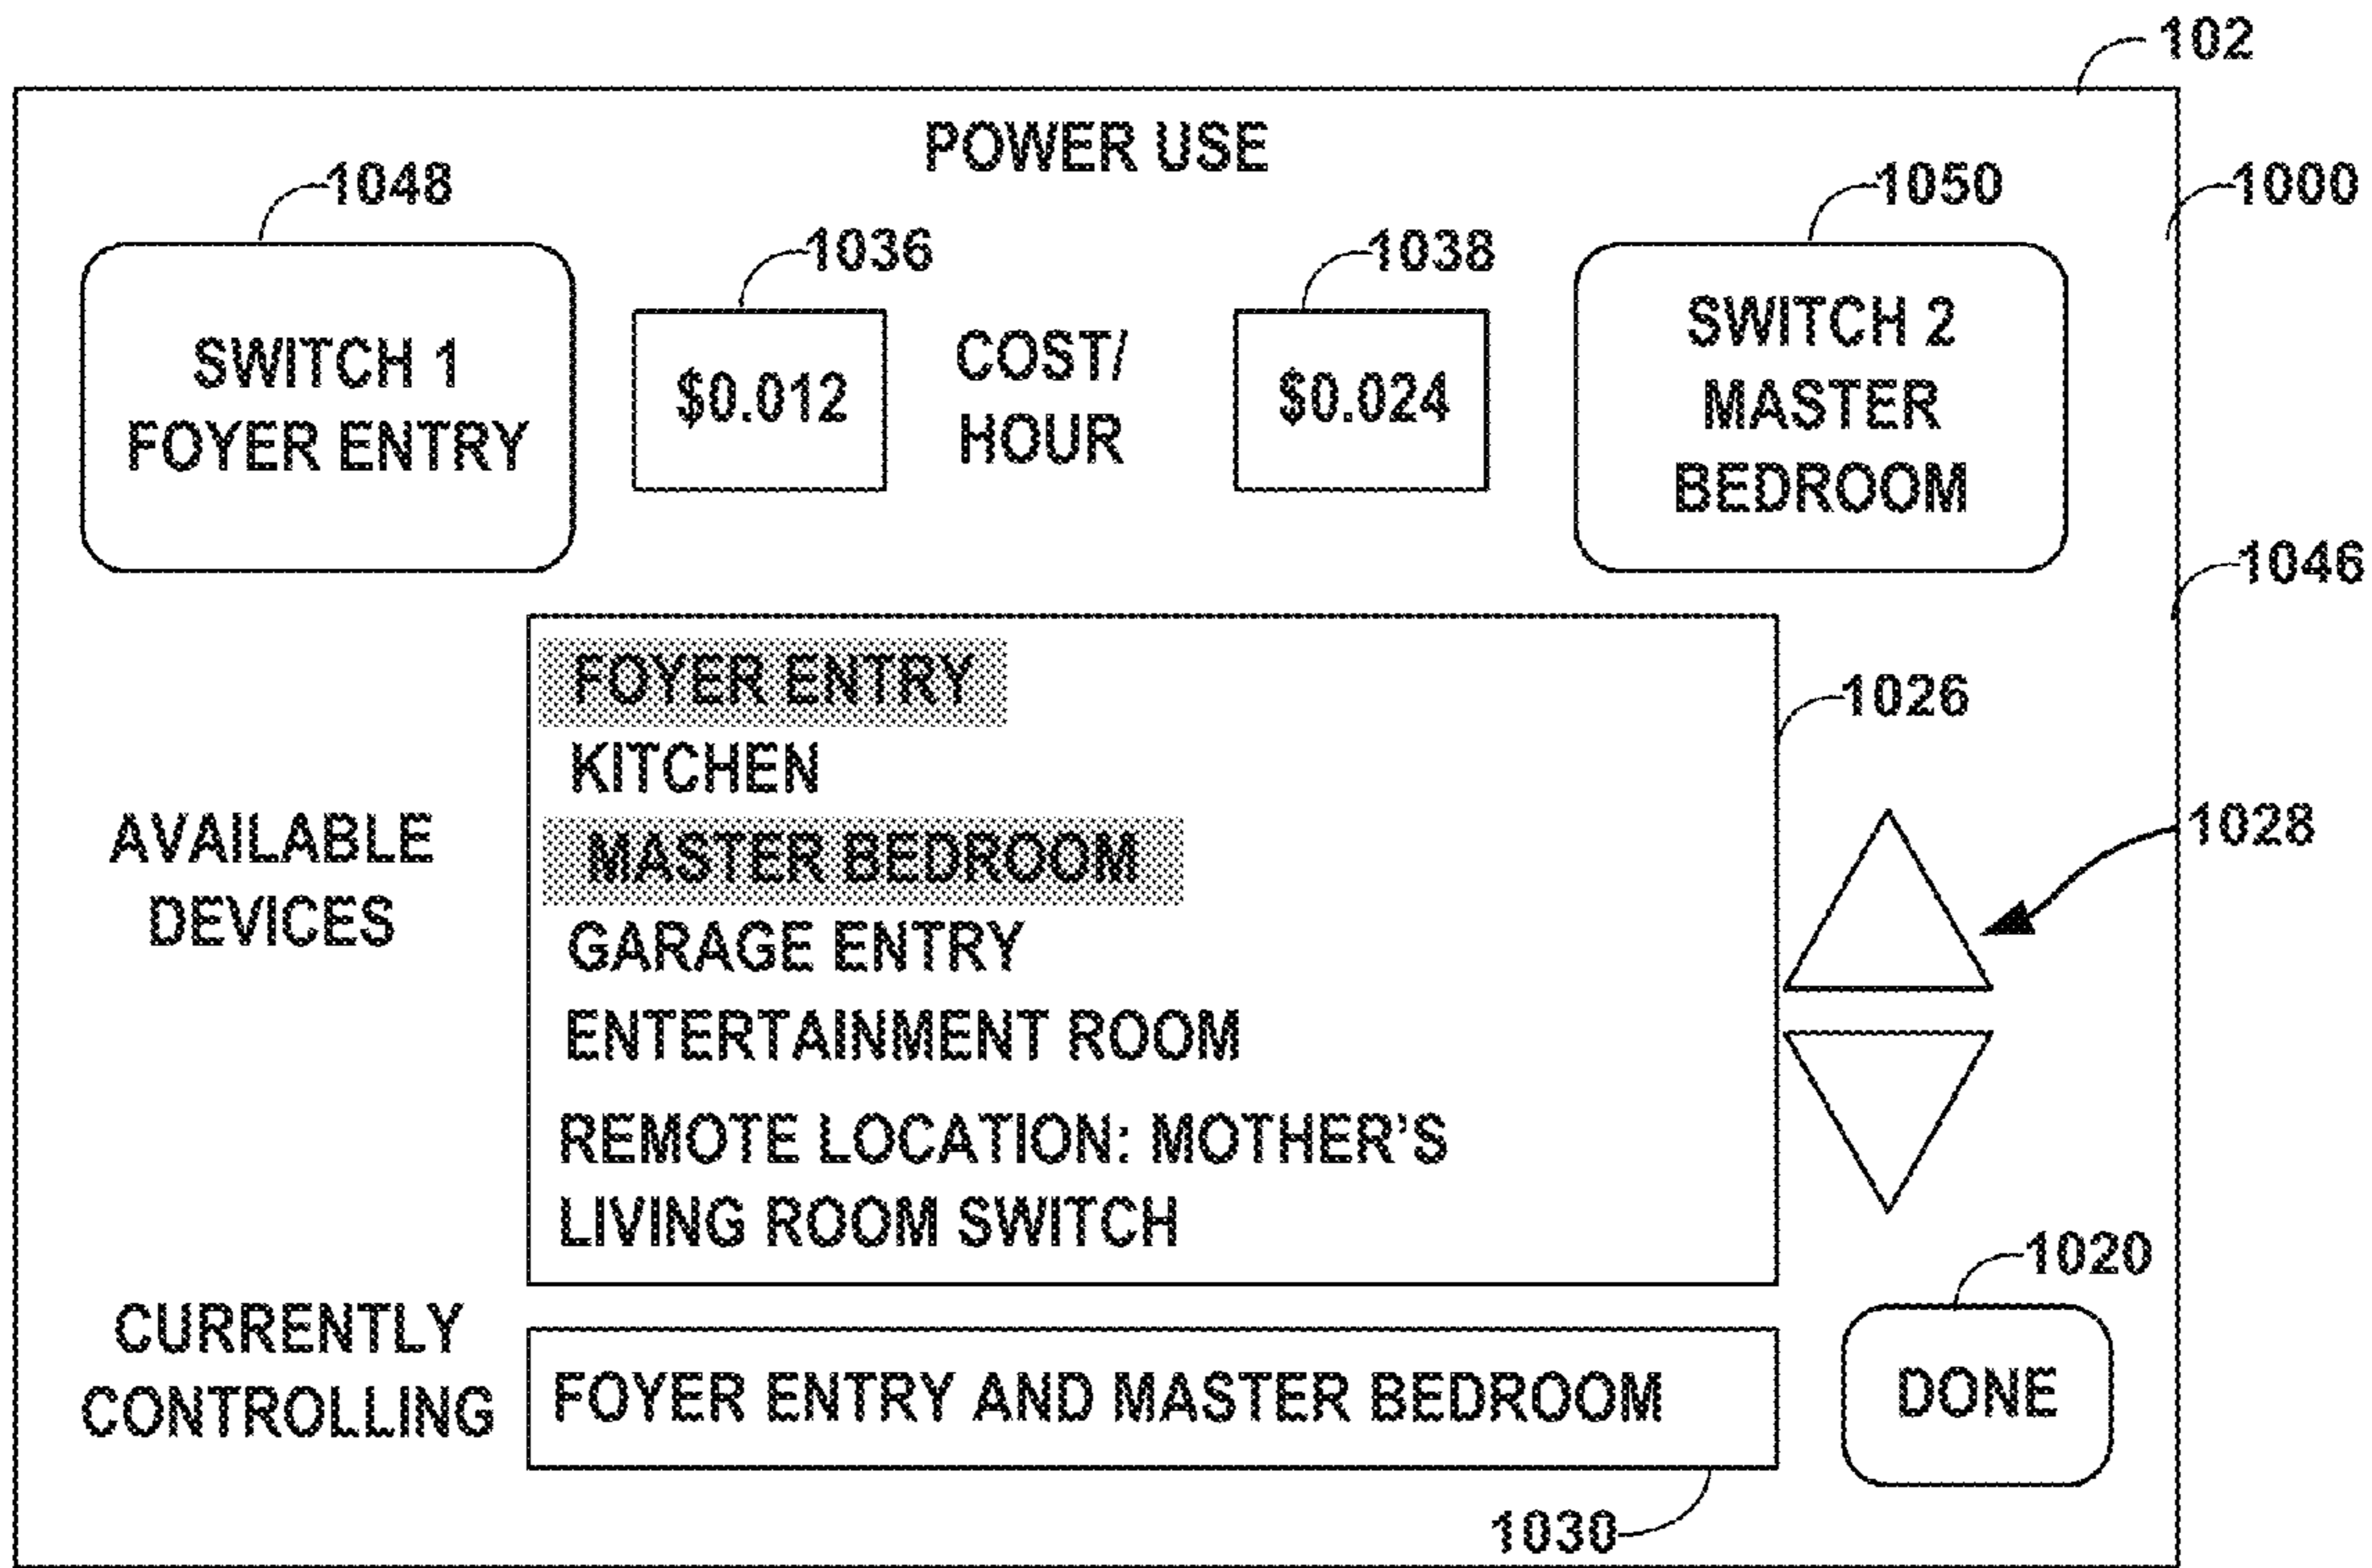 102
POWER USE
1048
1050
1000
1036
1038
SWITCH 1
FOYER ENTRY
$0.012
COST/
HOUR
$0.024
SWITCH 2
MASTER
BEDROOM
1046
FOYER ENTRY
1026
KITCHEN
AVAILABLE
DEVICES
MASTER BEDROOM
1028
GARAGE ENTRY
ENTERTAINMENT ROOM
REMOTE LOCATION: MOTHER'S
LIVING ROOM SWITCH
1020
CURRENTLY
CONTROLLING
FOYER ENTRY AND MASTER BEDROOM
DONE
1030